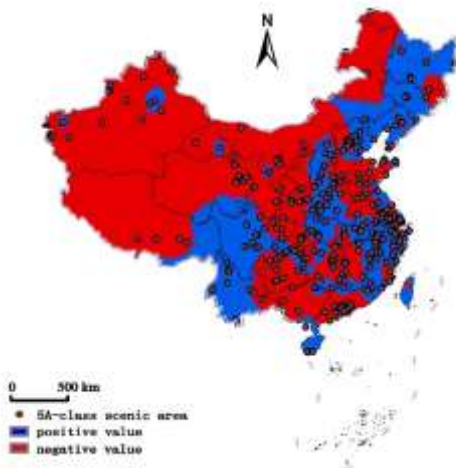 N
0 500 km
5A-class scenic area
positive value
negative value